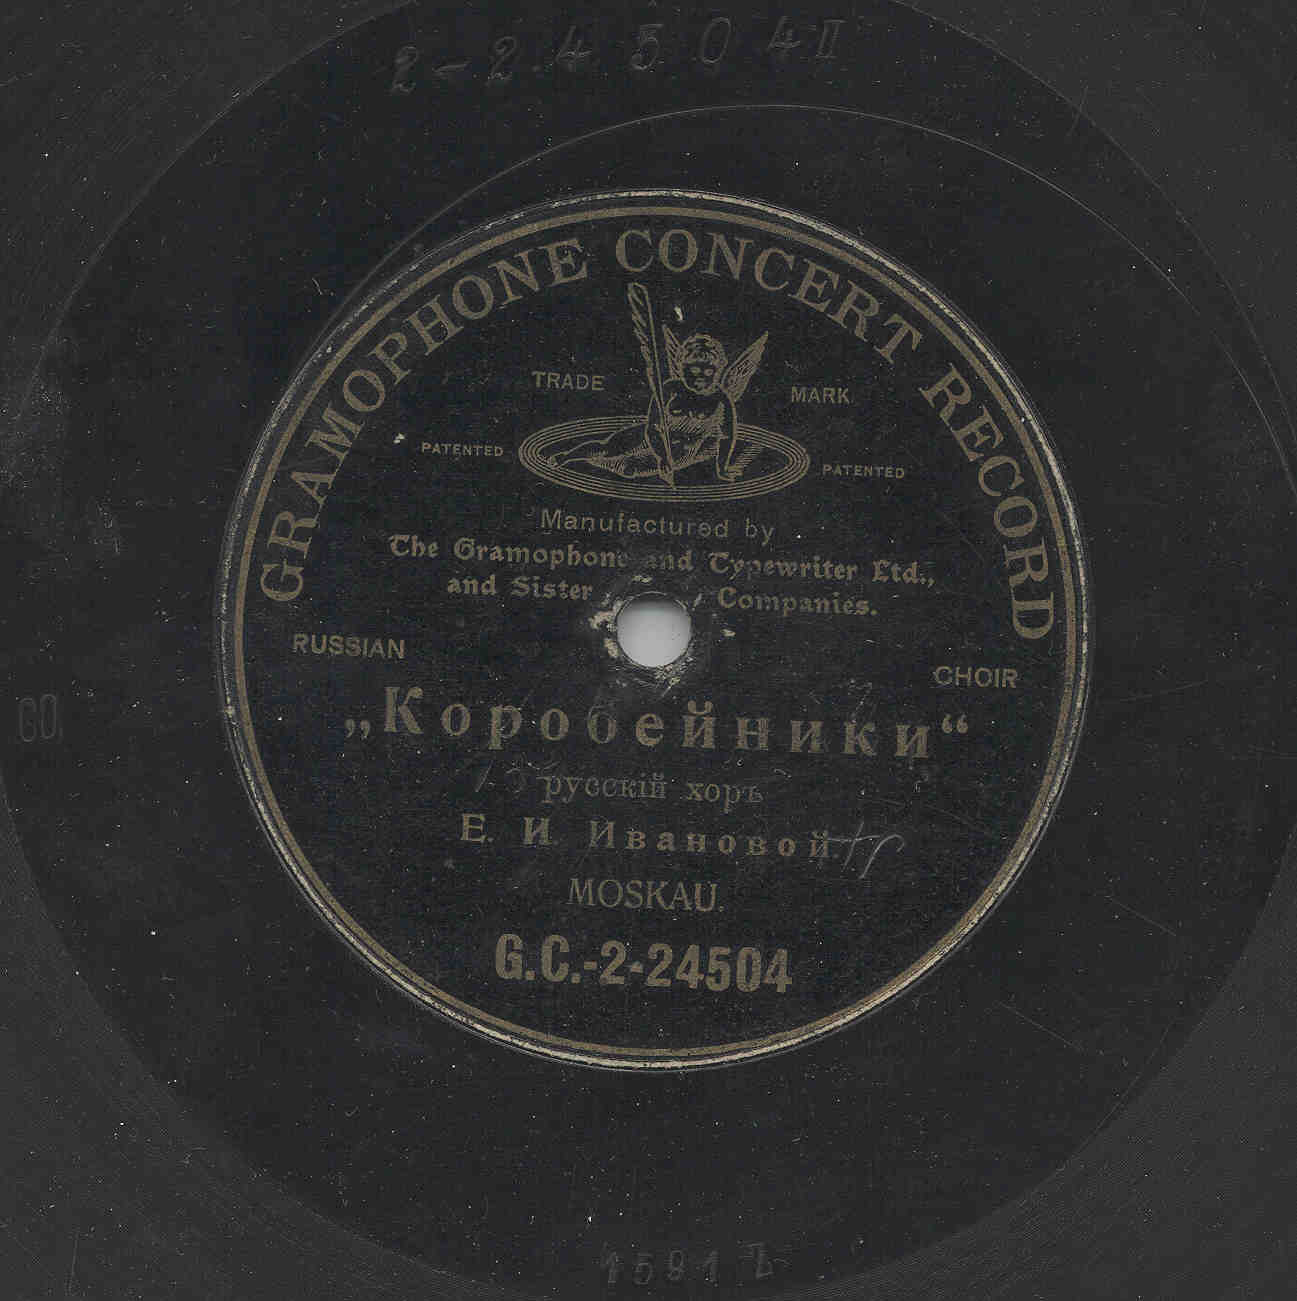 2-24504 II
GRAMOPHONE CONCERT RECORD
TRADE MARK
PATENTED PATENTED
Manufactured by
The Gramophone and Typewriter Ltd.,
and Sister Companies.
RUSSIAN CHOIR
„Коробейники“
русскій хоръ
Е. И. Ивановой.
MOSKAU.
G.C.-2-24504